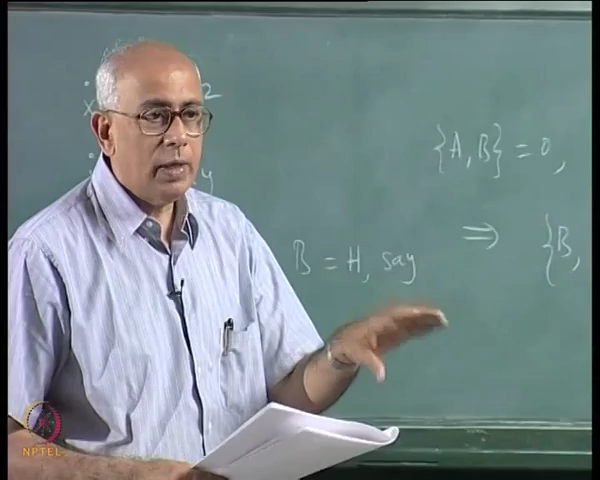 {A, B} = 0,
B = H, say
⇒ {B,
NPTEL